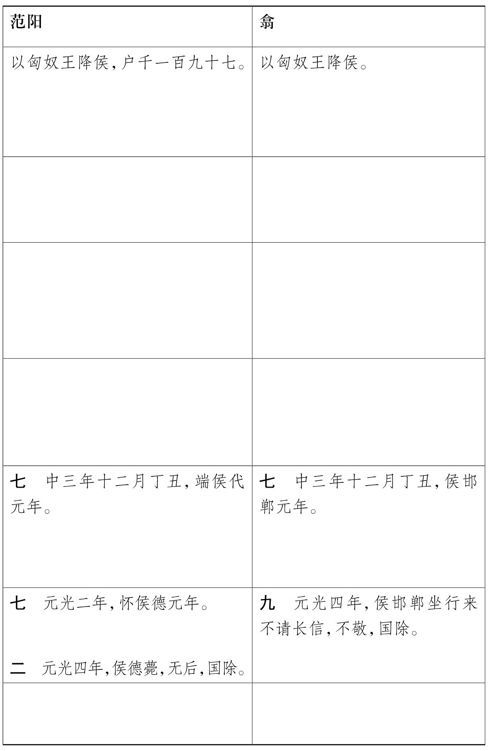 范阳
翕
以匈奴王降侯,户千一百九十七。
以匈奴王降侯。
七 中三年十二月丁丑,端侯代
元年。
七 中三年十二月丁丑,侯邯
郸元年。
七 元光二年,怀侯德元年。
二 元光四年,侯德薨,无后,国除。
九 元光四年,侯邯郸坐行来
不请长信,不敬,国除。